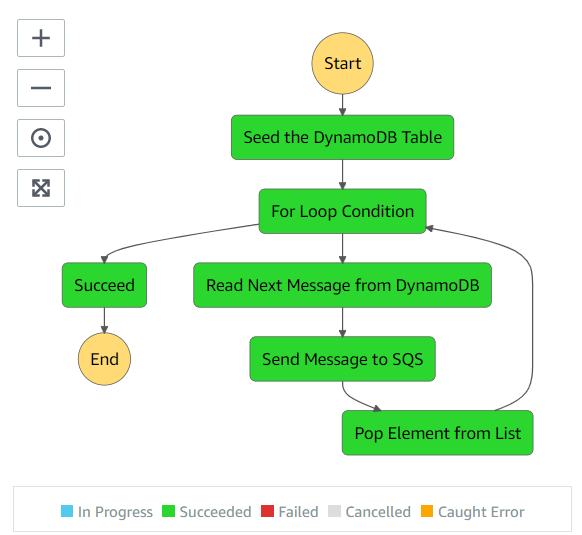 Start
Seed the DynamoDB Table
For Loop Condition
Succeed
Read Next Message from DynamoDB
End
Send Message to SQS
Pop Element from List
In Progress Succeeded Failed Cancelled Caught Error